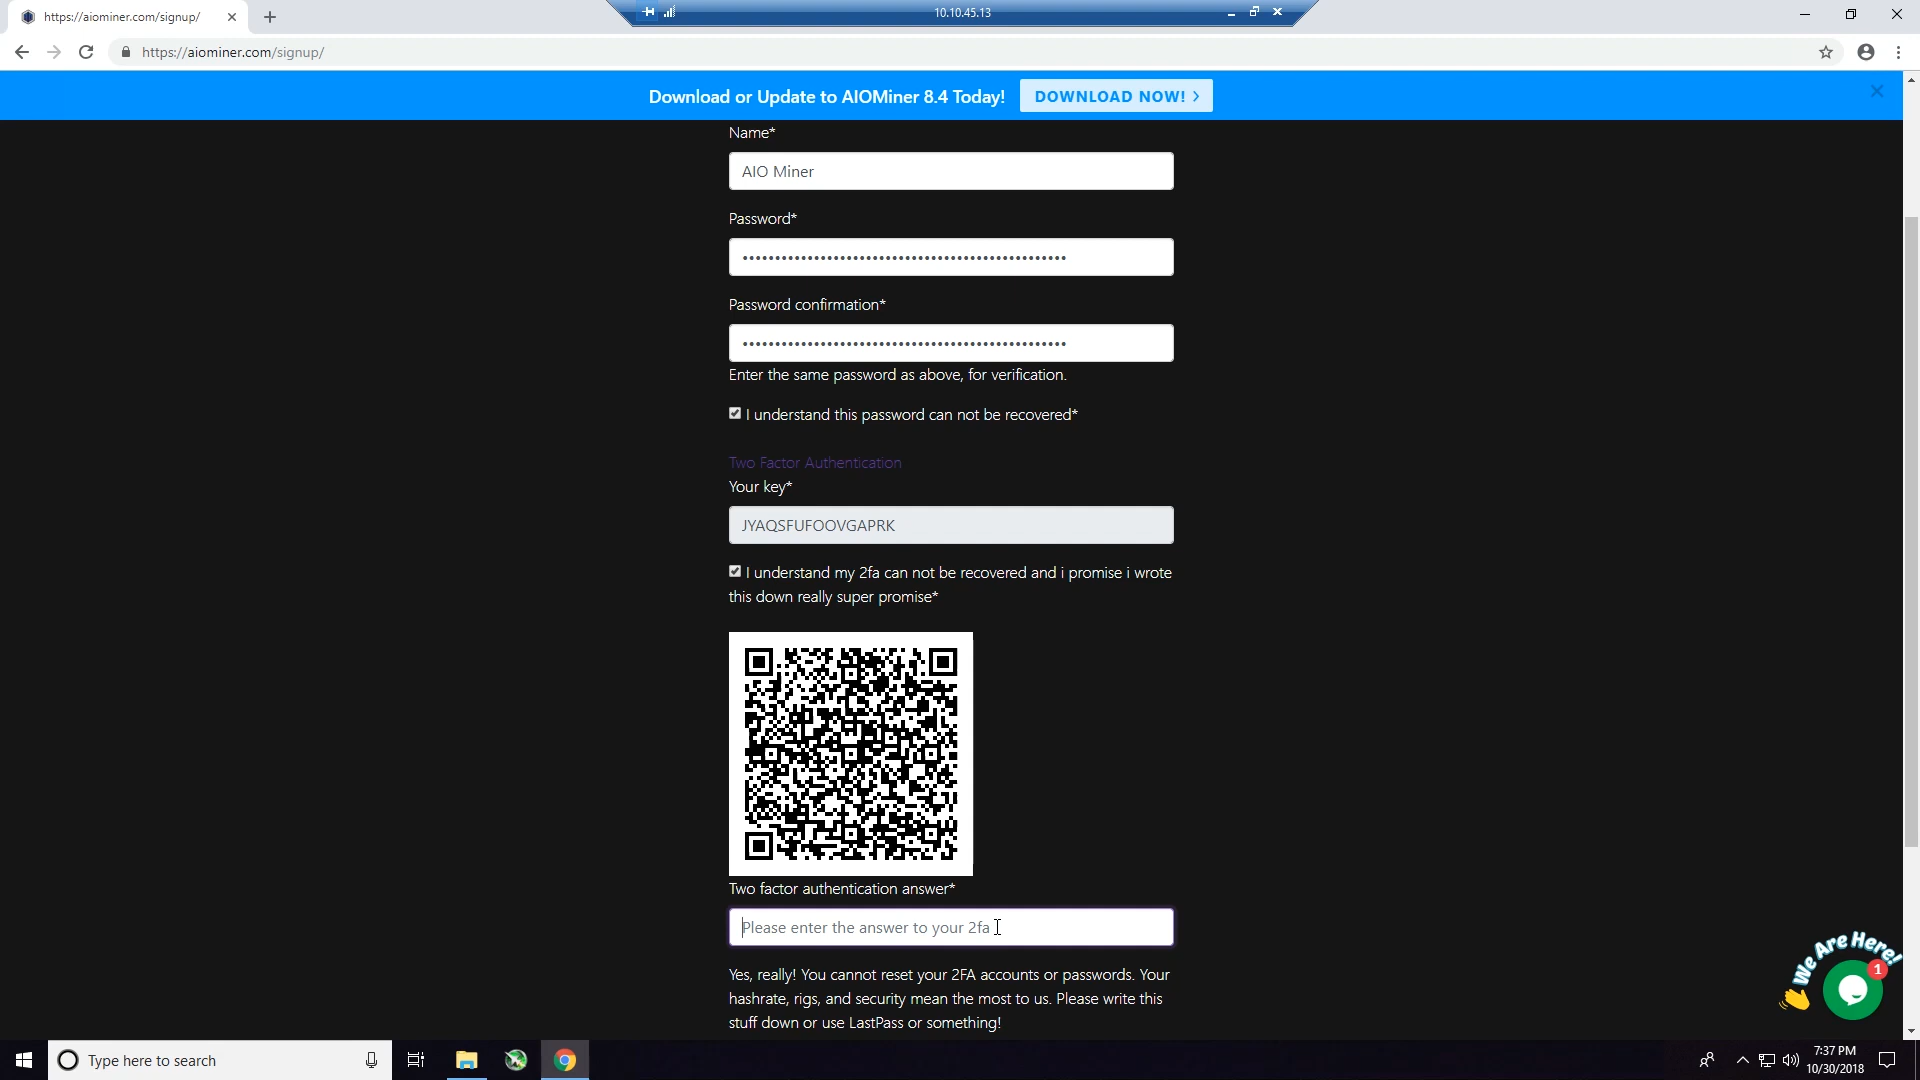 https://aiominer.com/signup/
10.10.45.13
https://aiominer.com/signup/
Download or Update to AIOMiner 8.4 Today!
DOWNLOAD NOW! >
Name*
AIO Miner
Password*
Password confirmation*
Enter the same password as above, for verification.
I understand this password can not be recovered*
Two Factor Authentication
Your key*
JYAQSFUFOOVGAPRK
I understand my 2fa can not be recovered and i promise i wrote
this down really super promise*
Two factor authentication answer*
Please enter the answer to your 2fa
Yes, really! You cannot reset your 2FA accounts or passwords. Your
hashrate, rigs, and security mean the most to us. Please write this
stuff down or use LastPass or something!
We Are Here!
1
Type here to search
7:37 PM
10/30/2018